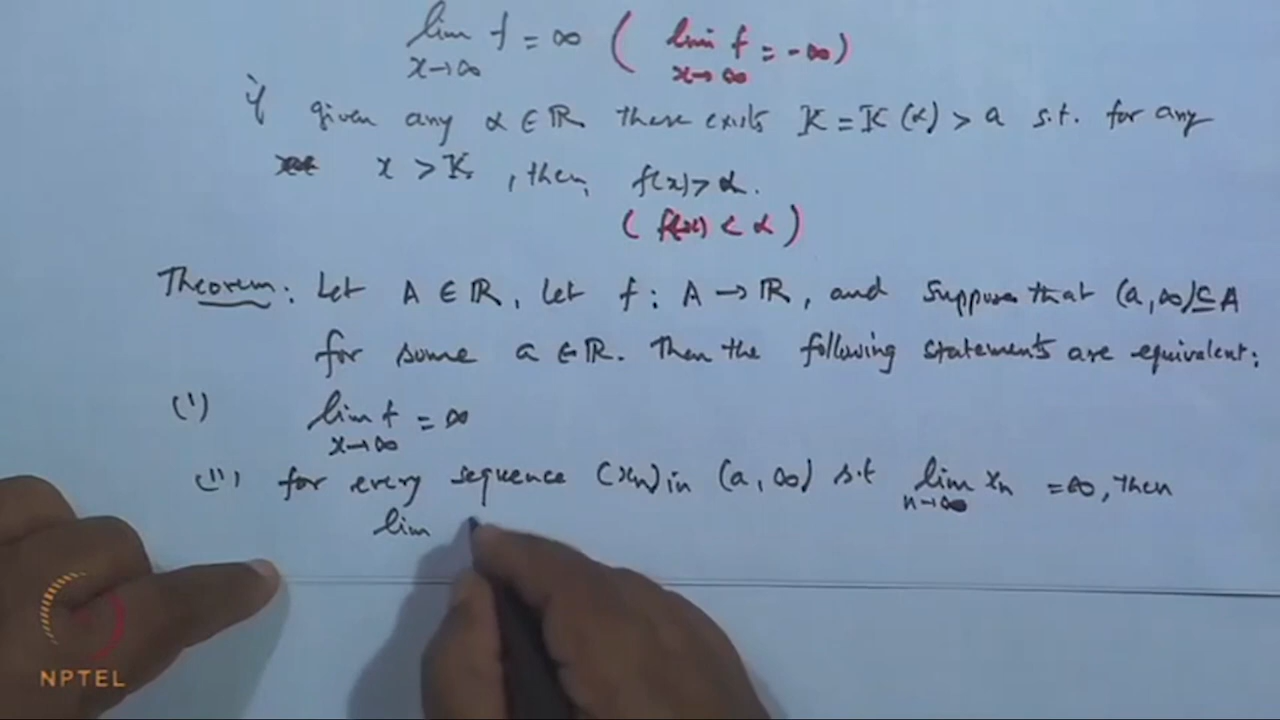 lim f = ∞ ( lim f = -∞)
x→∞ x→∞
if given any α ∈ ℝ there exists K = K(α) > a s.t. for any
x > K, then, f(x) > α.
( f(x) < α )
Theorem: Let A ∈ ℝ, Let f : A → ℝ, and suppose that (a, ∞) ⊆ A
for some a ∈ ℝ. Then the following statements are equivalent:
(i) lim f = ∞
x→∞
(ii) for every sequence (xn) in (a, ∞) s.t lim xn = ∞, then
n→∞
lim
NPTEL